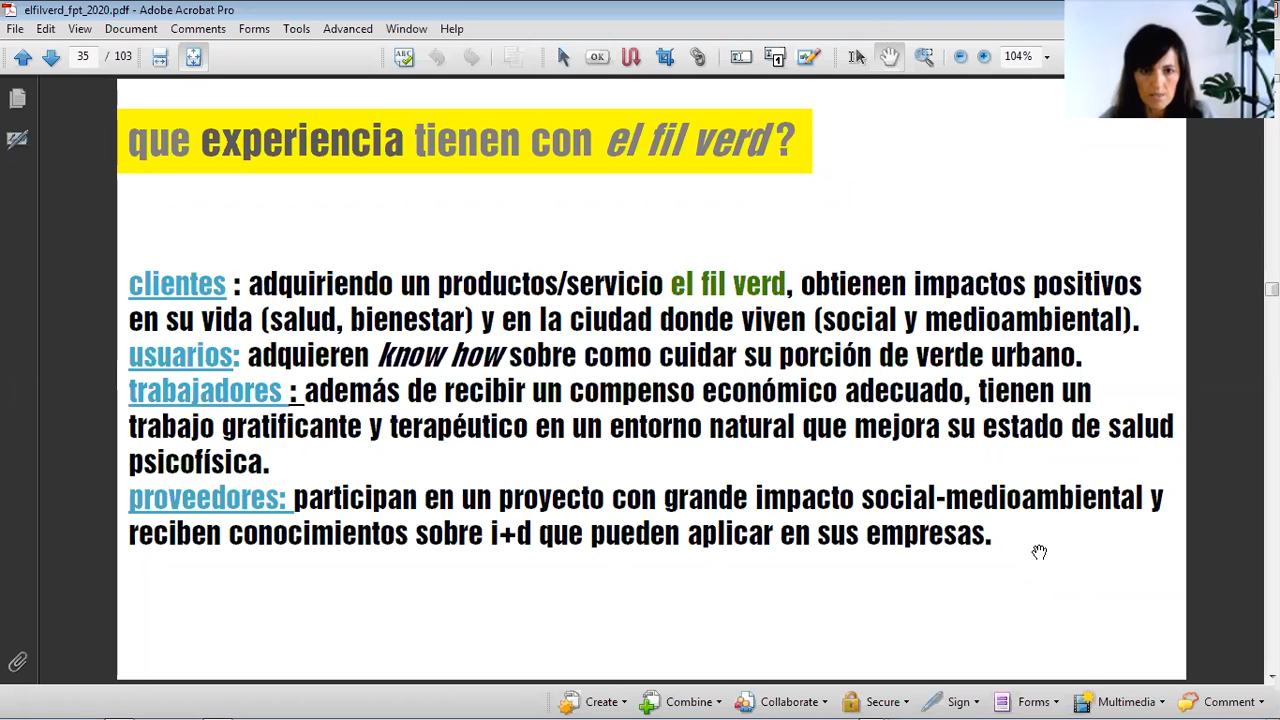 elfilverd_fpt_2020.pdf - Adobe Acrobat Pro
File Edit View Document Comments Forms Tools Advanced Window Help
35 / 103 OK 104%
que experiencia tienen con el fil verd?
clientes : adquiriendo un productos/servicio el fil verd, obtienen impactos positivos
en su vida (salud, bienestar) y en la ciudad donde viven (social y medioambiental).
usuarios: adquieren know how sobre como cuidar su porción de verde urbano.
trabajadores : además de recibir un compenso económico adecuado, tienen un
trabajo gratificante y terapéutico en un entorno natural que mejora su estado de salud
psicofísica.
proveedores: participan en un proyecto con grande impacto social-medioambiental y
reciben conocimientos sobre i+d que pueden aplicar en sus empresas.
Create Combine Collaborate Secure Sign Forms Multimedia Comment